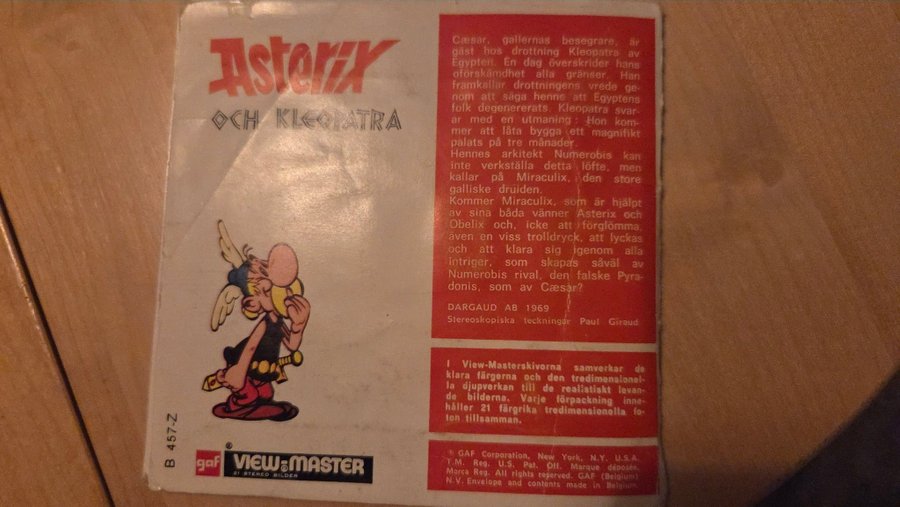 Asterix
OCH KLEOPATRA
B 457-Z
gaf VIEW-MASTER ®
21 STEREO BILDER
Cæsar, gallernas besegrare, är
gäst hos drottning Kleopatra av
Egypten. En dag överskrider hans
oförskämdhet alla gränser. Han
framkallar drottningens vrede ge-
nom att säga henne att Egyptens
folk degenererats. Kleopatra svar-
ar med en utmaning : Hon kom-
mer att låta bygga ett magnifikt
palats på tre månader.
Hennes arkitekt Numerobis kan
inte verkställa detta löfte, men
kallar på Miraculix, den store
galliske druiden.
Kommer Miraculix, som är hjälpt
av sina båda vänner Asterix och
Obelix och, icke att förglömma,
även en viss trolldryck, att lyckas
och att klara sig igenom alla
intriger, som skapas såväl av
Numerobis rival, den falske Pyra-
donis, som av Cæsar?
DARGAUD AB 1969
Stereoskopiska teckningar Paul Giraud
I View-Masterskivorna samverkar de
klara färgerna och den tredimensionel-
la djupverkan till de realistiskt levan-
de bilderna. Varje förpackning inne-
håller 21 färgrika tredimensionella fo-
ton tillsamman.
© GAF Corporation, New York, N.Y. U.S.A.
T.M. Reg. U.S. Pat. Off. Marque déposée.
Marca Reg. All rights reserved. GAF (Belgium)
N.V. Envelope and contents made in Belgium.